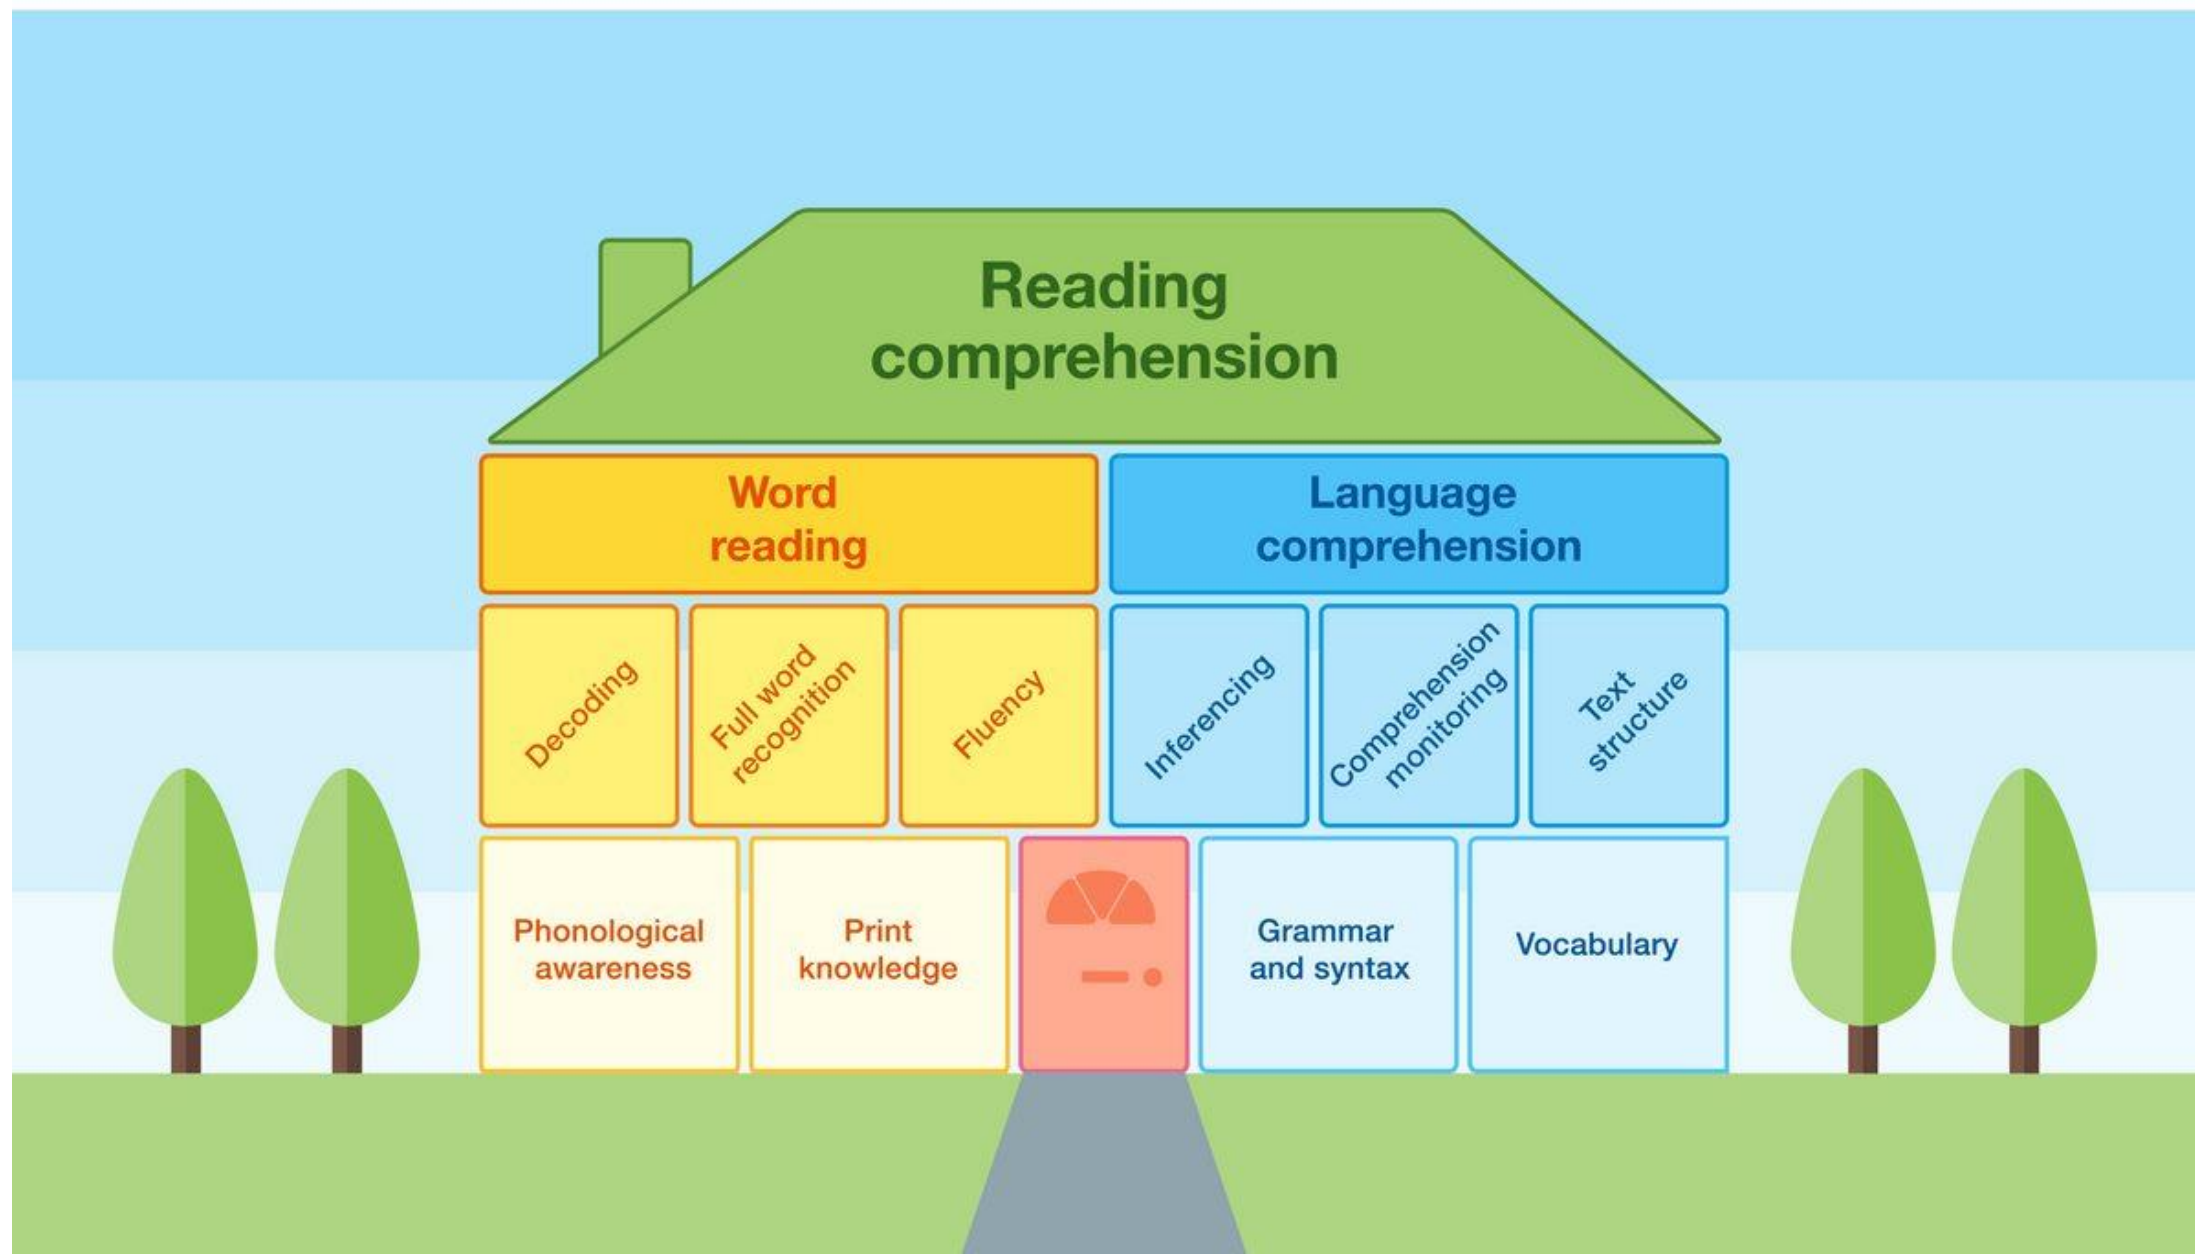 Reading
comprehension
Word
reading
Language
comprehension
Decoding
Full word
recognition
Fluency
Inferencing
Comprehension
monitoring
Text
structure
Phonological
awareness
Print
knowledge
Grammar
and syntax
Vocabulary